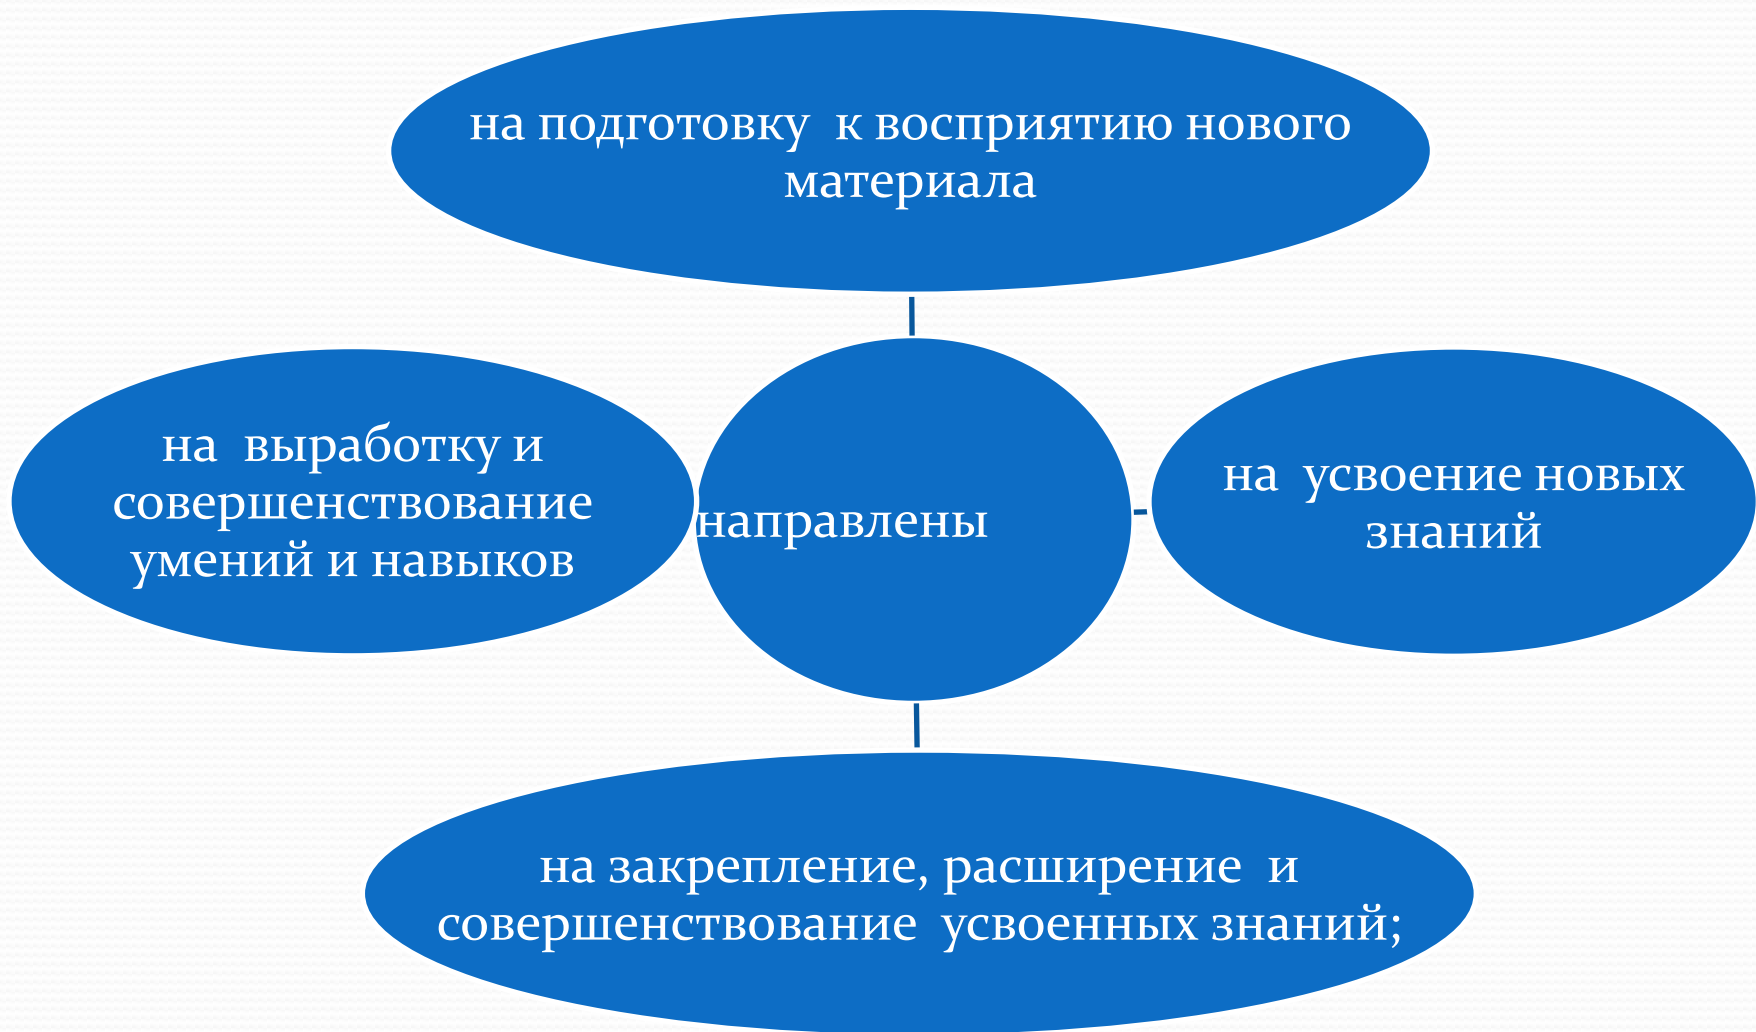 на подготовку к восприятию нового
материала
на выработку и
совершенствование
умений и навыков
направлены
на усвоение новых
знаний
на закрепление, расширение и
совершенствование усвоенных знаний;